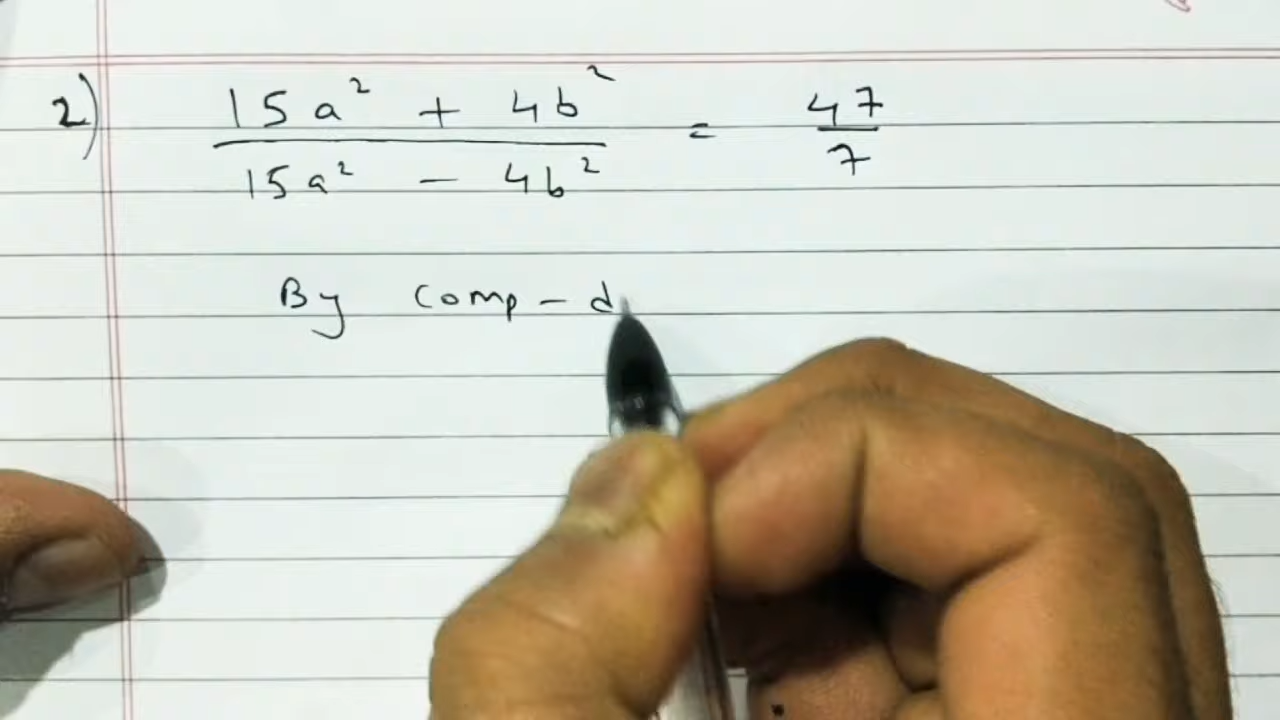 2) 15a² + 4b² / 15a² - 4b² = 47/7
By comp - d